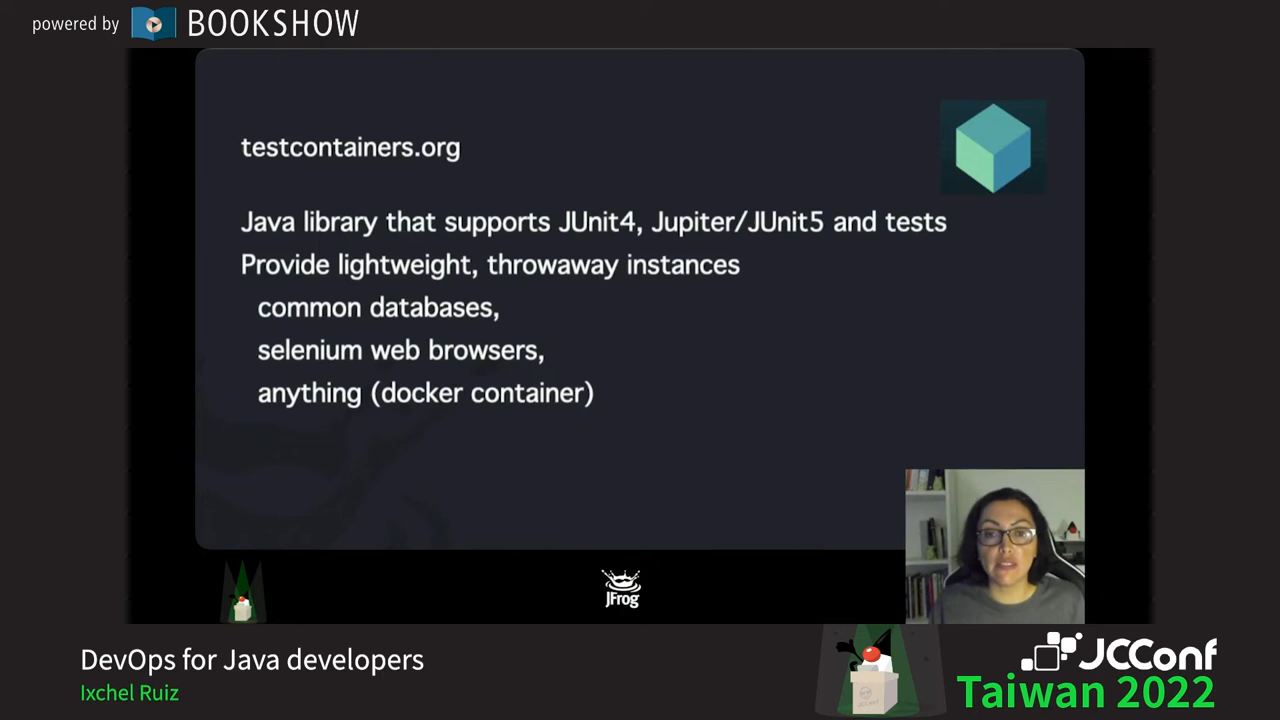 powered by BOOKSHOW
testcontainers.org
Java library that supports JUnit4, Jupiter/JUnit5 and tests
Provide lightweight, throwaway instances
common databases,
selenium web browsers,
anything (docker container)
JFrog
DevOps for Java developers
Ixchel Ruiz
JCConf
JCConf
Taiwan 2022